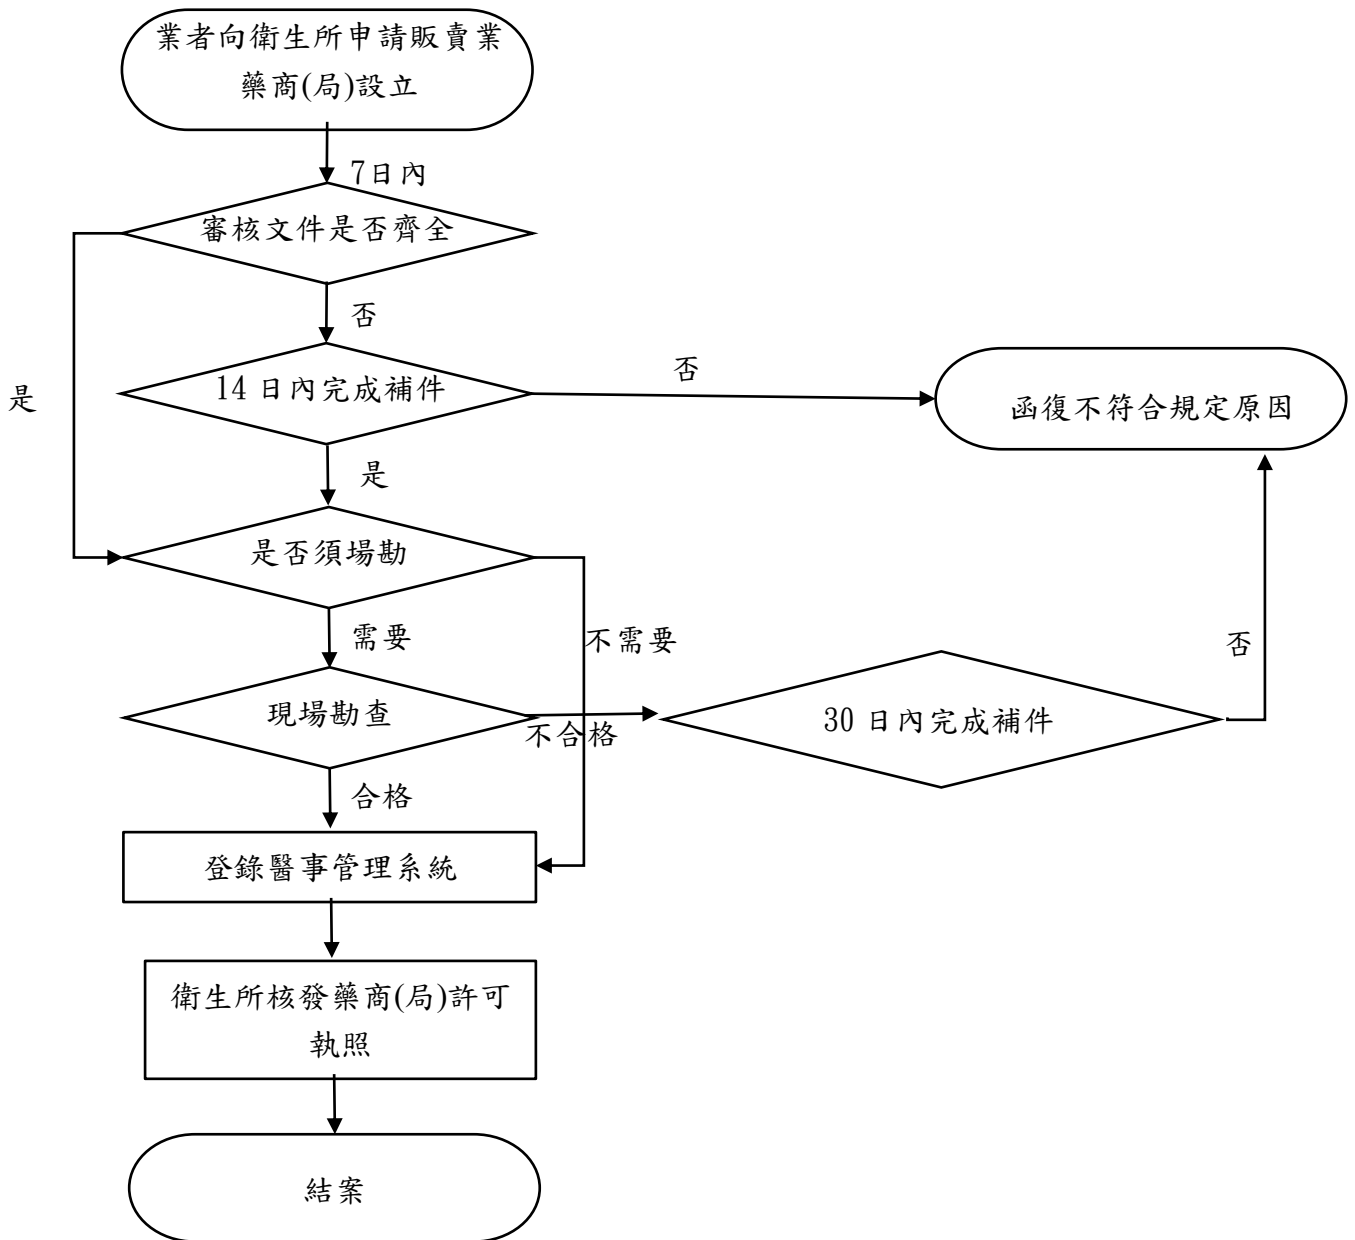 業者向衛生所申請販賣業
藥商(局)設立
7日內
審核文件是否齊全
否
是
14 日內完成補件
否
函復不符合規定原因
是
是否須場勘
需要
不需要
否
現場勘查
不合格
30 日內完成補件
合格
登錄醫事管理系統
衛生所核發藥商(局)許可
執照
結案